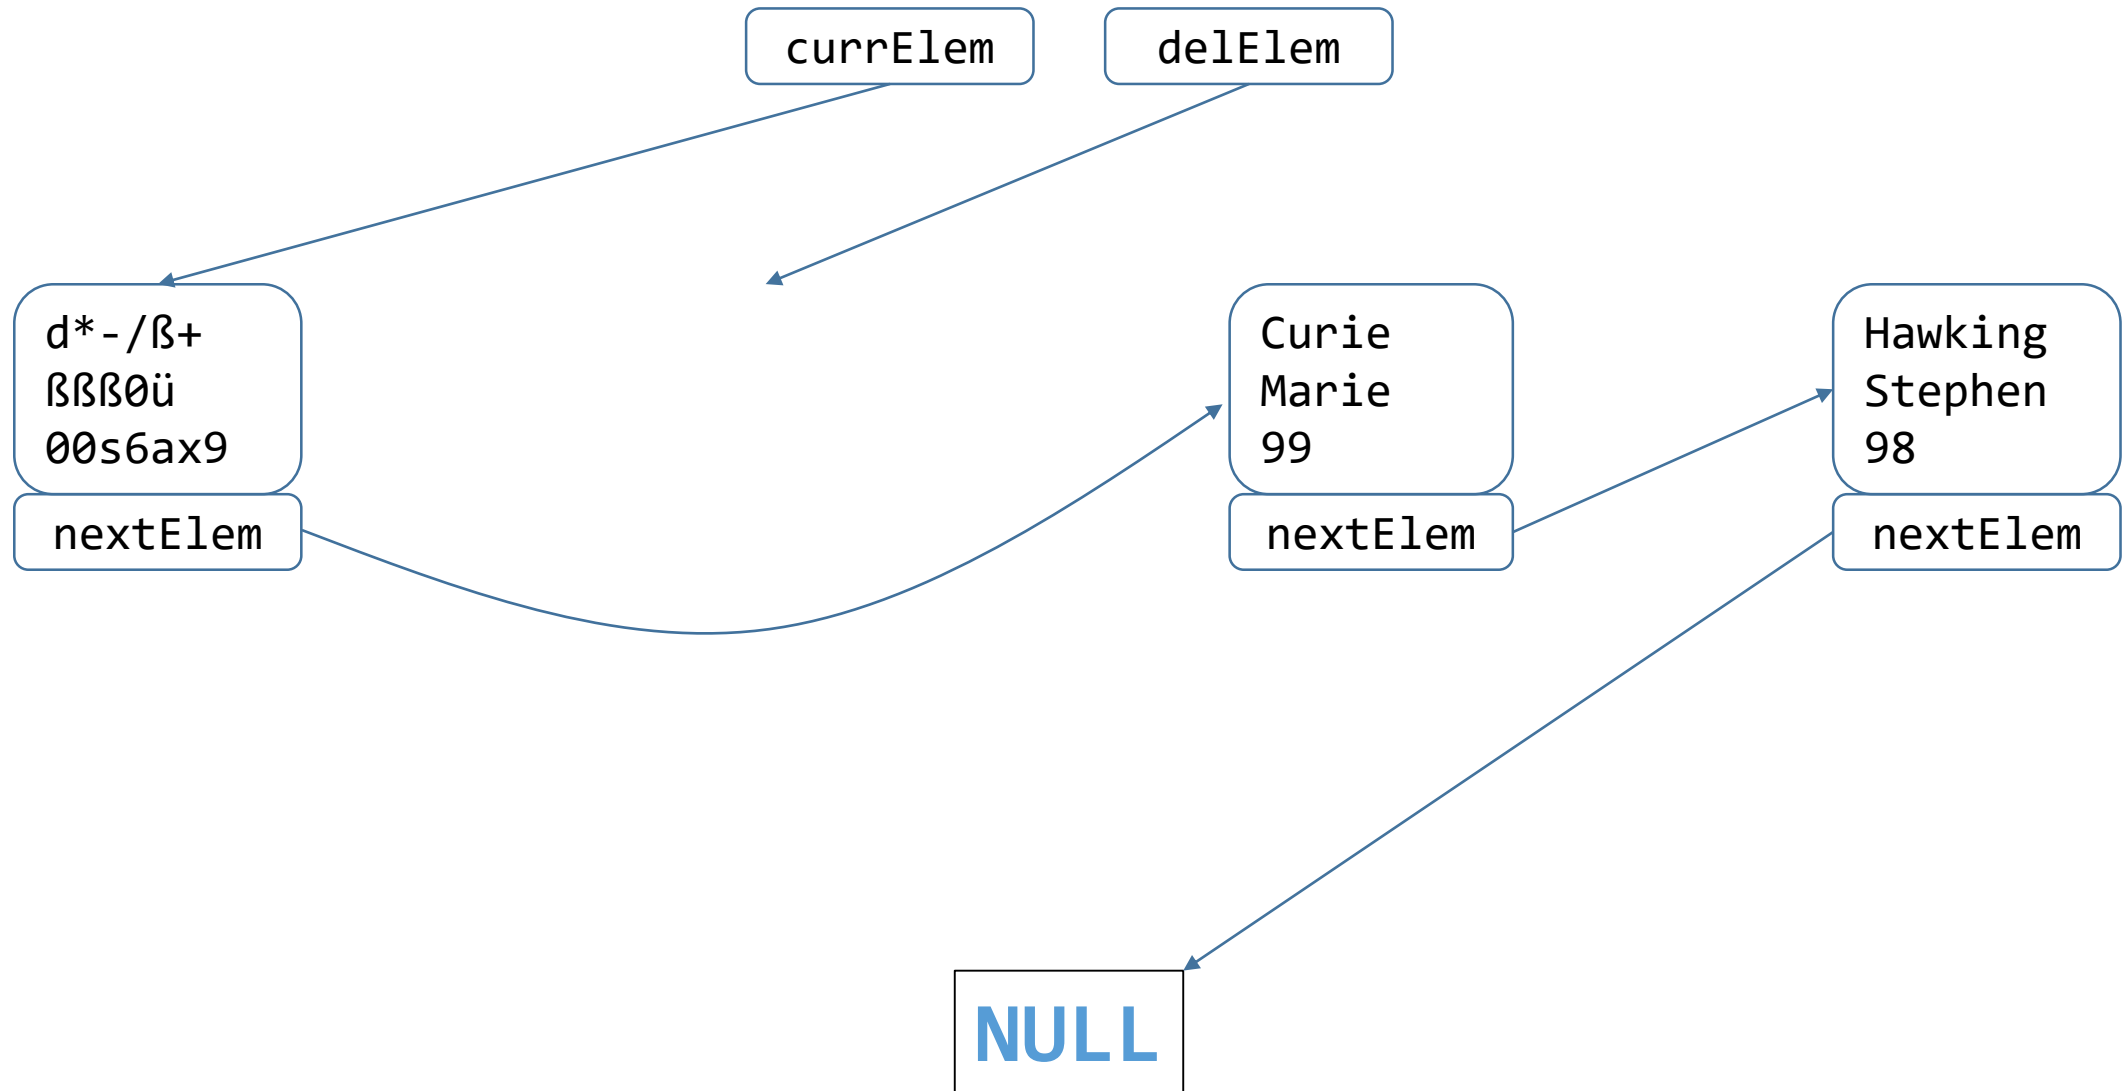 currElem
delElem
d*-/ß+
ßßß0ü
00s6ax9
nextElem
Curie
Marie
99
nextElem
Hawking
Stephen
98
nextElem
NULL